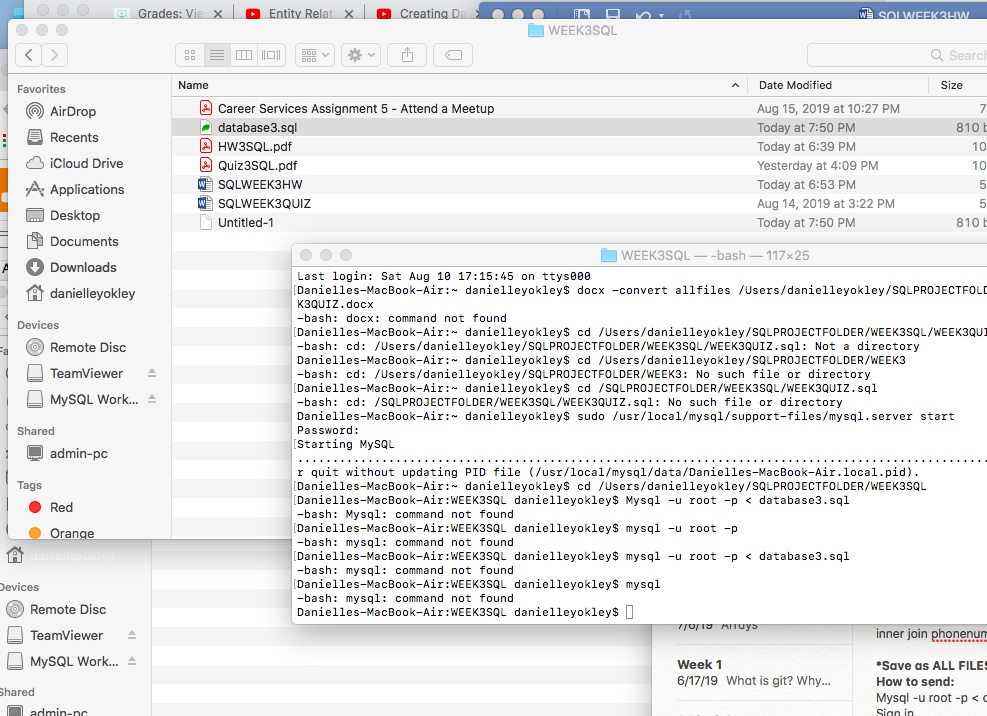 Grades: Vie
Entity Relati
Creating Da
SQLWEEK3HW
WEEK3SQL
Search
Favorites
AirDrop
Recents
iCloud Drive
Applications
Desktop
Documents
Downloads
danielleyokley
Devices
Remote Disc
TeamViewer
MySQL Work...
Shared
admin-pc
Tags
Red
Orange
Name
Date Modified
Size
Career Services Assignment 5 - Attend a Meetup
Aug 15, 2019 at 10:27 PM
7
database3.sql
Today at 7:50 PM
810 b
HW3SQL.pdf
Today at 6:39 PM
10
Quiz3SQL.pdf
Yesterday at 4:09 PM
10
SQLWEEK3HW
Today at 6:53 PM
5
SQLWEEK3QUIZ
Aug 14, 2019 at 3:22 PM
5
Untitled-1
Today at 7:50 PM
810 b
WEEK3SQL — -bash — 117×25
Last login: Sat Aug 10 17:15:45 on ttys000
[Danielles-MacBook-Air:~ danielleyokley$ docx -convert allfiles /Users/danielleyokley/SQLPROJECTFOLD
K3QUIZ.docx
-bash: docx: command not found
[Danielles-MacBook-Air:~ danielleyokley$ cd /Users/danielleyokley/SQLPROJECTFOLDER/WEEK3SQL/WEEK3QUI
-bash: cd: /Users/danielleyokley/SQLPROJECTFOLDER/WEEK3SQL/WEEK3QUIZ.sql: Not a directory
Danielles-MacBook-Air:~ danielleyokley$ cd /Users/danielleyokley/SQLPROJECTFOLDER/WEEK3
-bash: cd: /Users/danielleyokley/SQLPROJECTFOLDER/WEEK3: No such file or directory
[Danielles-MacBook-Air:~ danielleyokley$ cd /SQLPROJECTFOLDER/WEEK3SQL/WEEK3QUIZ.sql
-bash: cd: /SQLPROJECTFOLDER/WEEK3SQL/WEEK3QUIZ.sql: No such file or directory
Danielles-MacBook-Air:~ danielleyokley$ sudo /usr/local/mysql/support-files/mysql.server start
Password:
[Starting MySQL
....................................................................................................
r quit without updating PID file (/usr/local/mysql/data/Danielles-MacBook-Air.local.pid).
[Danielles-MacBook-Air:~ danielleyokley$ cd /Users/danielleyokley/SQLPROJECTFOLDER/WEEK3SQL
[Danielles-MacBook-Air:WEEK3SQL danielleyokley$ Mysql -u root -p < database3.sql
-bash: Mysql: command not found
[Danielles-MacBook-Air:WEEK3SQL danielleyokley$ mysql -u root -p
-bash: mysql: command not found
[Danielles-MacBook-Air:WEEK3SQL danielleyokley$ mysql -u root -p < database3.sql
-bash: mysql: command not found
[Danielles-MacBook-Air:WEEK3SQL danielleyokley$ mysql
-bash: mysql: command not found
Danielles-MacBook-Air:WEEK3SQL danielleyokley$
danielleyokley
Devices
Remote Disc
TeamViewer
MySQL Work...
Shared
admin-pc
7/6/19 Arrays
Week 1
6/17/19 What is git? Why...
inner join phonenum
*Save as ALL FILES
How to send:
Mysql -u root -p < d
Sign in